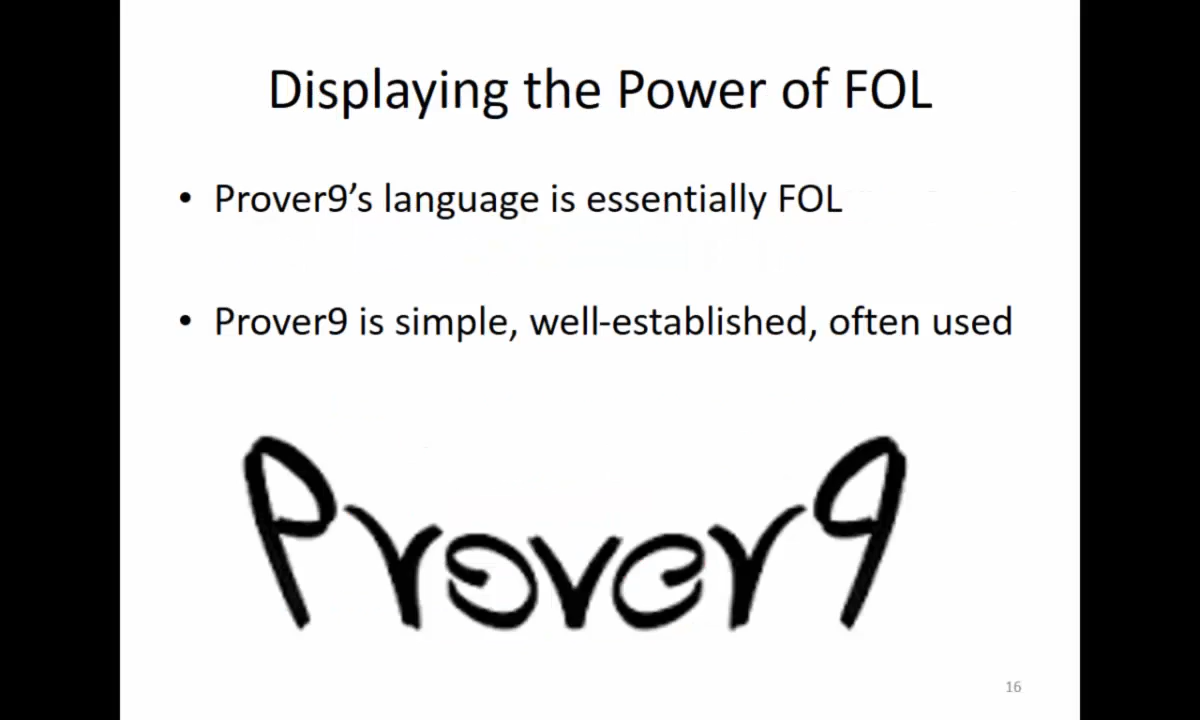 Displaying the Power of FOL
• Prover9’s language is essentially FOL
• Prover9 is simple, well-established, often used
Prover9
16